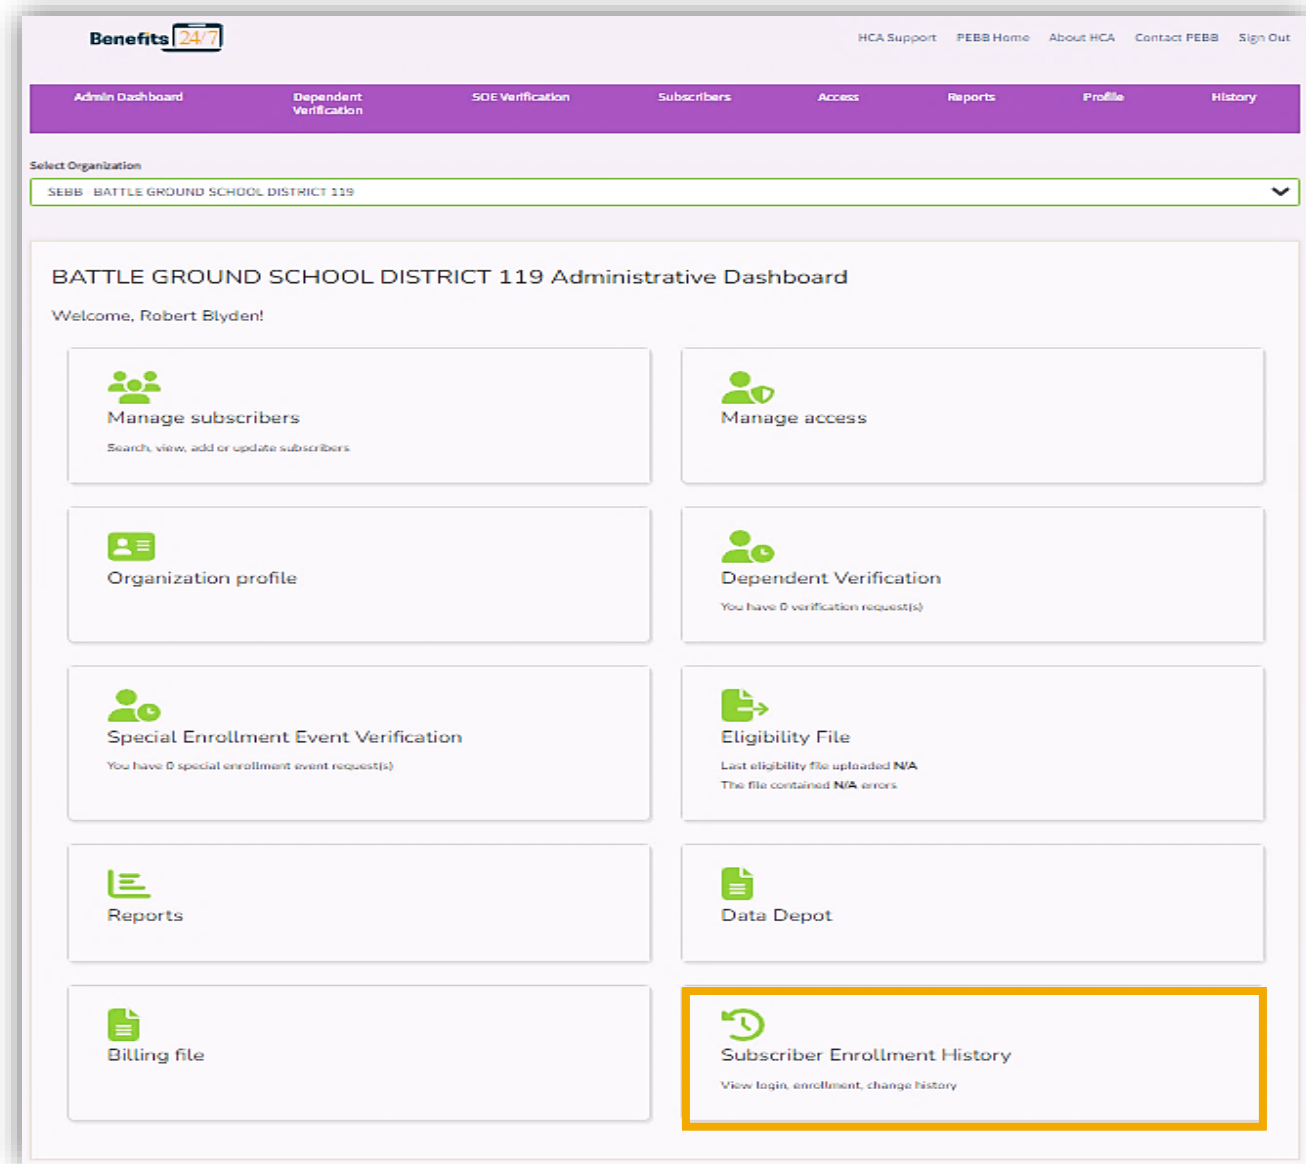 Benefits 24/7
HCA Support PEBB Home About HCA Contact PEBB Sign Out
Admin Dashboard Dependent Verification SOE Verification Subscribers Access Reports Profile History
Select Organization
SEBB BATTLE GROUND SCHOOL DISTRICT 119
BATTLE GROUND SCHOOL DISTRICT 119 Administrative Dashboard
Welcome, Robert Blyden!
Manage subscribers
Search, view, add or update subscribers
Manage access
Organization profile
Dependent Verification
You have 0 verification request(s)
Special Enrollment Event Verification
You have 0 special enrollment event request(s)
Eligibility File
Last eligibility file uploaded N/A
The file contained N/A errors
Reports
Data Depot
Billing file
Subscriber Enrollment History
View login, enrollment, change history